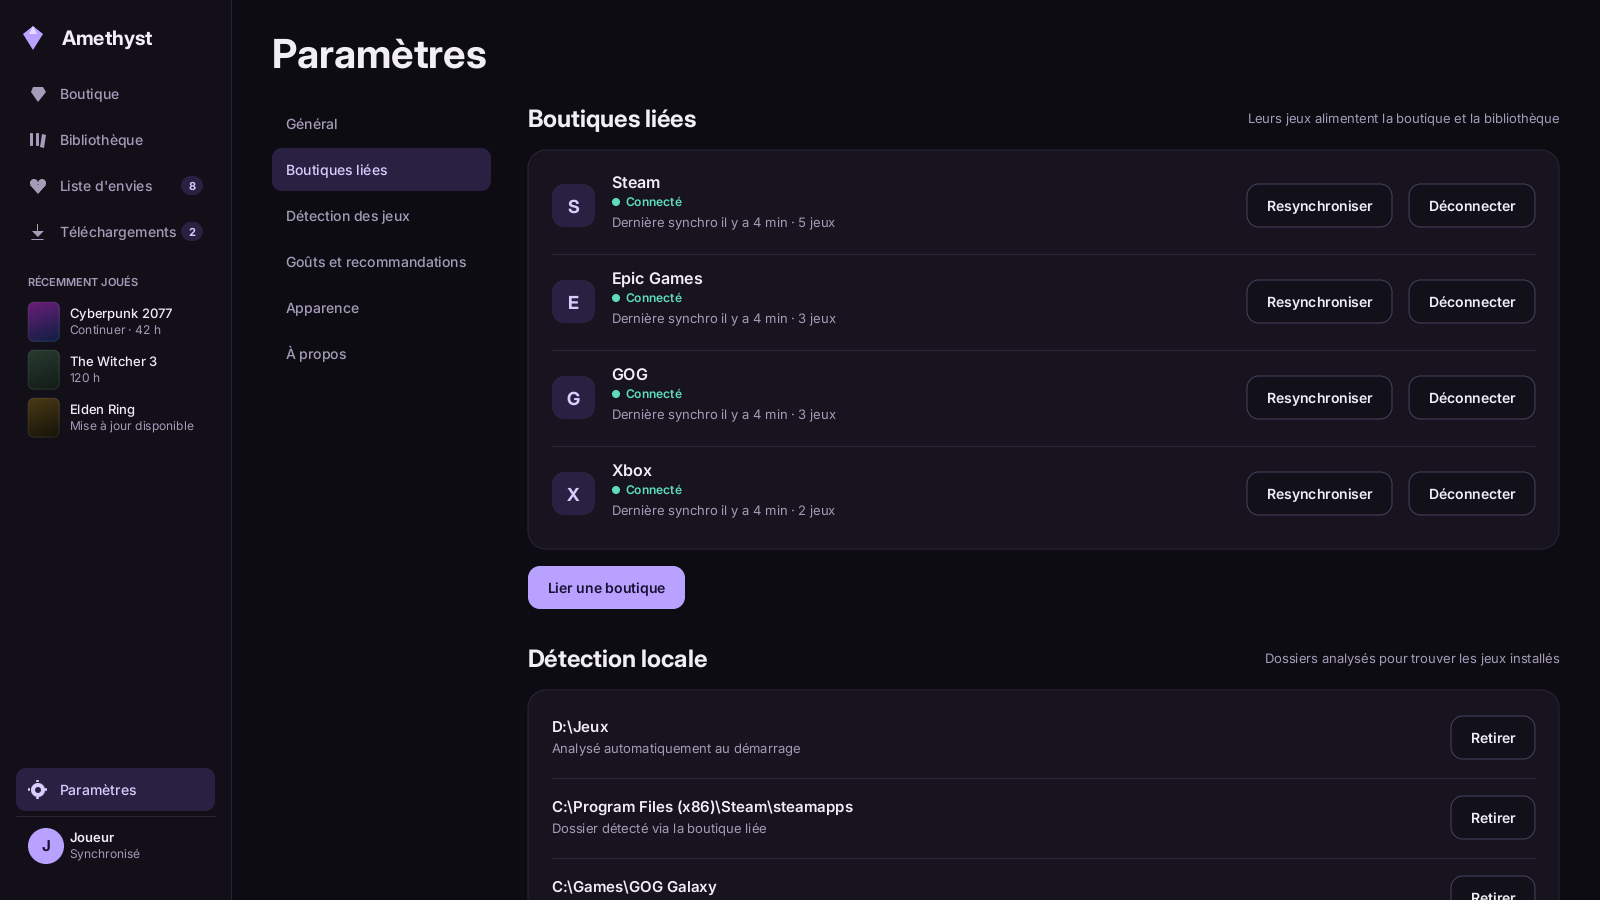 Amethyst
Boutique
Bibliothèque
Liste d'envies 8
Téléchargements 2
RÉCEMMENT JOUÉS
Cyberpunk 2077
Continuer · 42 h
The Witcher 3
120 h
Elden Ring
Mise à jour disponible
Paramètres
J
Joueur
Synchronisé
Paramètres
Général
Boutiques liées
Détection des jeux
Goûts et recommandations
Apparence
À propos
Boutiques liées
Leurs jeux alimentent la boutique et la bibliothèque
S
Steam
Connecté
Dernière synchro il y a 4 min · 5 jeux
Resynchroniser
Déconnecter
E
Epic Games
Connecté
Dernière synchro il y a 4 min · 3 jeux
Resynchroniser
Déconnecter
G
GOG
Connecté
Dernière synchro il y a 4 min · 3 jeux
Resynchroniser
Déconnecter
X
Xbox
Connecté
Dernière synchro il y a 4 min · 2 jeux
Resynchroniser
Déconnecter
Lier une boutique
Détection locale
Dossiers analysés pour trouver les jeux installés
D:\Jeux
Analysé automatiquement au démarrage
Retirer
C:\Program Files (x86)\Steam\steamapps
Dossier détecté via la boutique liée
Retirer
C:\Games\GOG Galaxy
Retirer